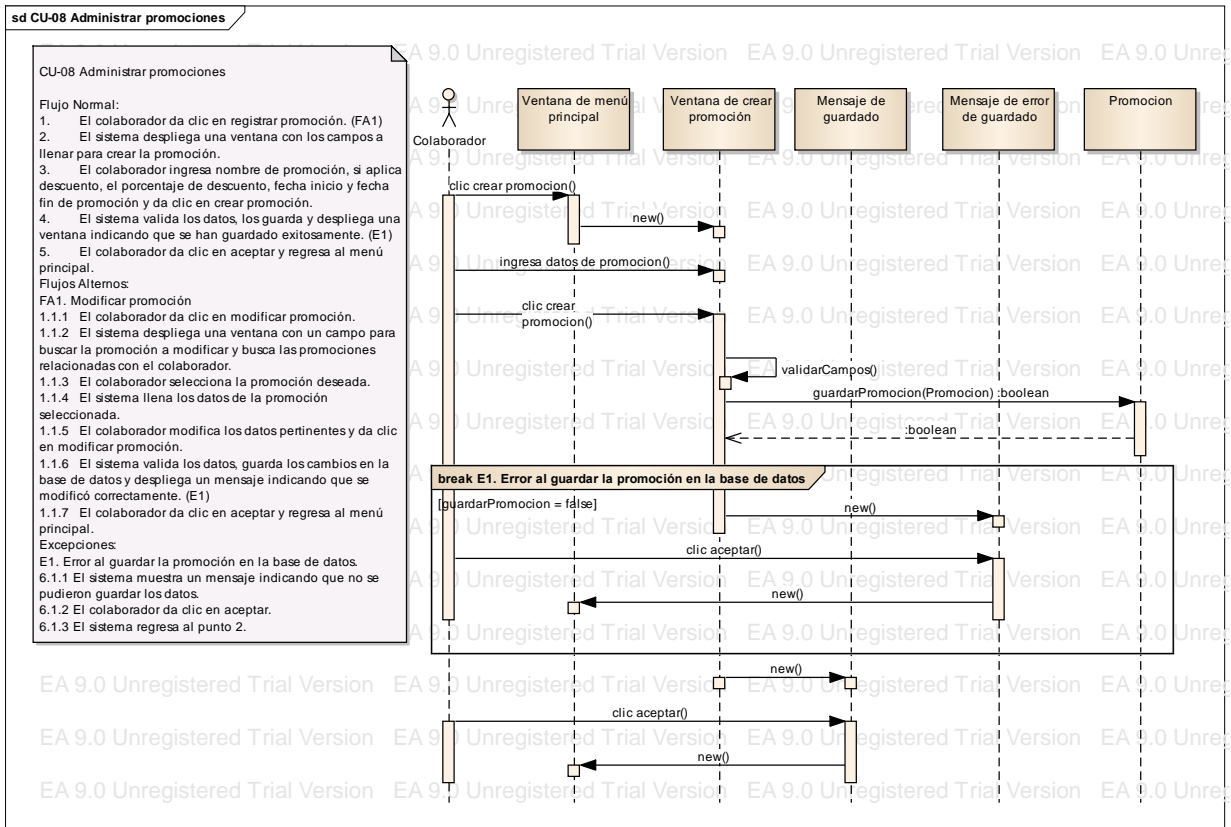 sd CU-08 Administrar promociones
CU-08 Administrar promociones
Flujo Normal:
1. El colaborador da clic en registrar promoción. (FA1)
2. El sistema despliega una ventana con los campos a
llenar para crear la promoción.
3. El colaborador ingresa nombre de promoción, si aplica
descuento, el porcentaje de descuento, fecha inicio y fecha
fin de promoción y da clic en crear promoción.
4. El sistema valida los datos, los guarda y despliega una
ventana indicando que se han guardado exitosamente. (E1)
5. El colaborador da clic en aceptar y regresa al menú
principal.
Flujos Alternos:
FA1. Modificar promoción
1.1.1 El colaborador da clic en modificar promoción.
1.1.2 El sistema despliega una ventana con un campo para
buscar la promoción a modificar y busca las promociones
relacionadas con el colaborador.
1.1.3 El colaborador selecciona la promoción deseada.
1.1.4 El sistema llena los datos de la promoción
seleccionada.
1.1.5 El colaborador modifica los datos pertinentes y da clic
en modificar promoción.
1.1.6 El sistema valida los datos, guarda los cambios en la
base de datos y despliega un mensaje indicando que se
modificó correctamente. (E1)
1.1.7 El colaborador da clic en aceptar y regresa al menú
principal.
Excepciones:
E1. Error al guardar la promoción en la base de datos.
6.1.1 El sistema muestra un mensaje indicando que no se
pudieron guardar los datos.
6.1.2 El colaborador da clic en aceptar.
6.1.3 El sistema regresa al punto 2.
Colaborador
Ventana de menú
principal
Ventana de crear
promoción
Mensaje de
guardado
Mensaje de error
de guardado
Promocion
clic crear promocion()
new()
ingresa datos de promocion()
clic crear
promocion()
validarCampos()
guardarPromocion(Promocion) :boolean
:boolean
break E1. Error al guardar la promoción en la base de datos
[guardarPromocion = false]
new()
clic aceptar()
new()
new()
clic aceptar()
new()
EA 9.0 Unregistered Trial Version EA 9.0 Unregistered Trial Version EA 9.0 Unregistered Trial Version EA 9.0 Unre